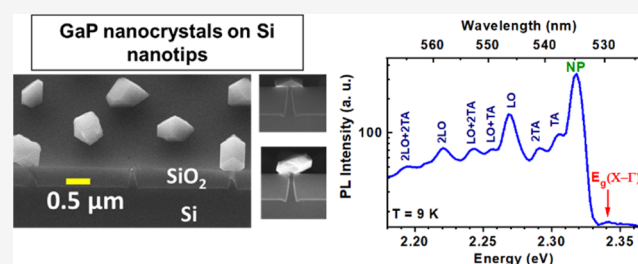 GaP nanocrystals on Si
nanotips
SiO₂
0.5 μm
Si
Wavelength (nm)
560 550 540 530
PL Intensity (a. u.)
100
2LO+2TA
2LO
LO+2TA
LO+TA
LO
2TA
TA
NP
E_g(X–Γ)
T = 9 K
2.20 2.25 2.30 2.35
Energy (eV)